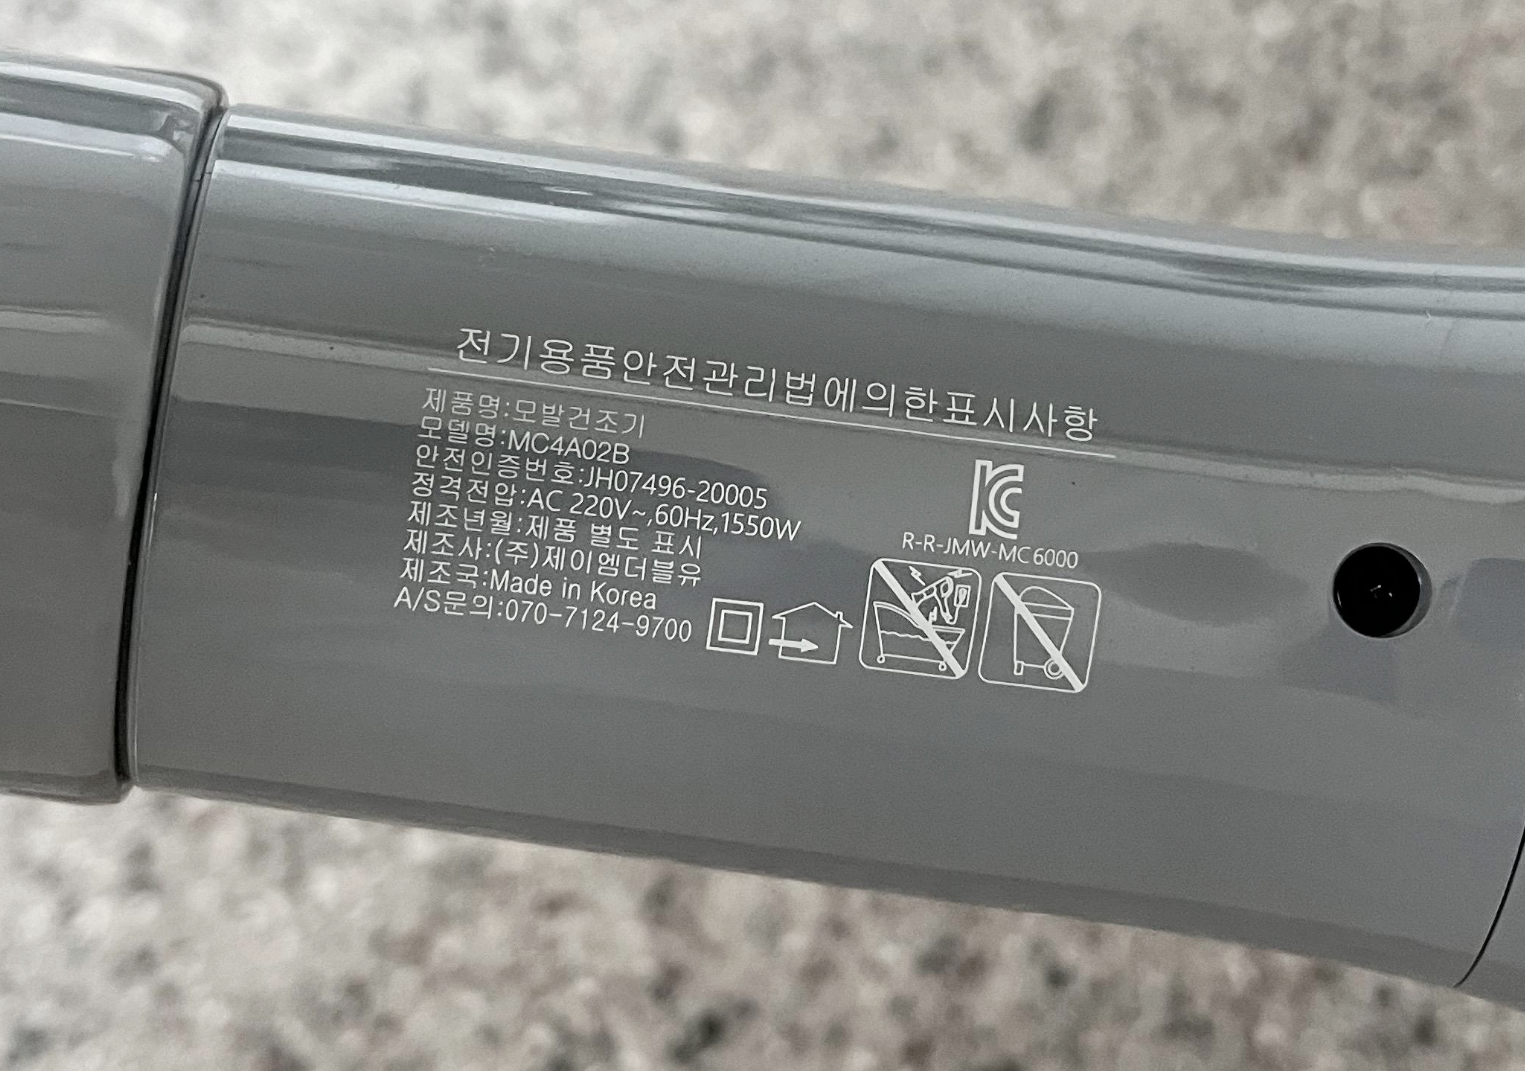 전기용품안전관리법에의한표시사항
제품명:모발건조기
모델명:MC4A02B
안전인증번호:JH07496-20005
정격전압:AC 220V~,60Hz,1550W
제조년월:제품 별도 표시
제조사:(주)제이엠더블유
제조국:Made in Korea
A/S문의:070-7124-9700
R-R-JMW-MC6000